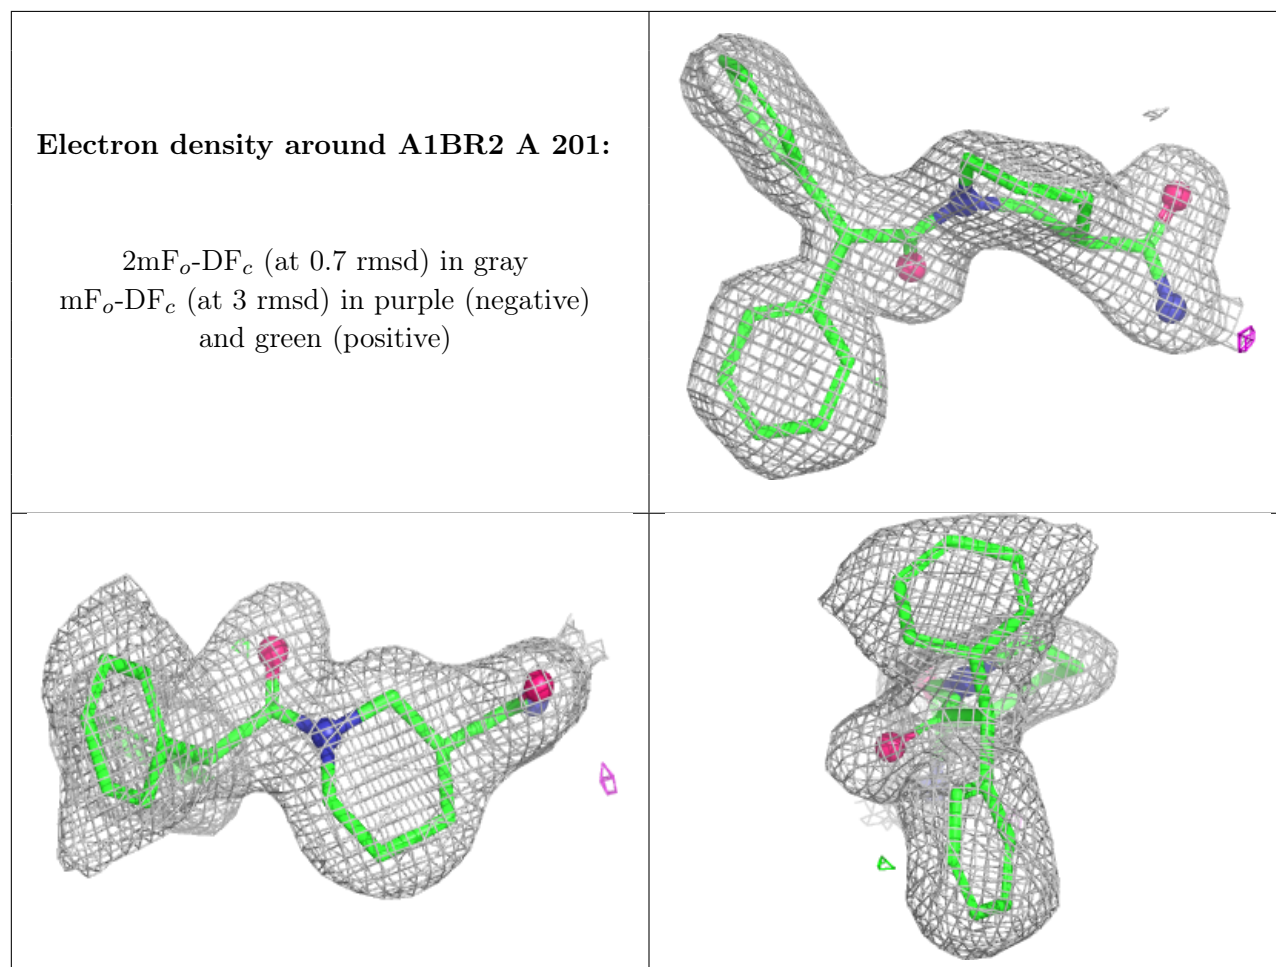 Electron density around A1BR2 A 201:
2mFo-DFc (at 0.7 rmsd) in gray
mFo-DFc (at 3 rmsd) in purple (negative)
and green (positive)